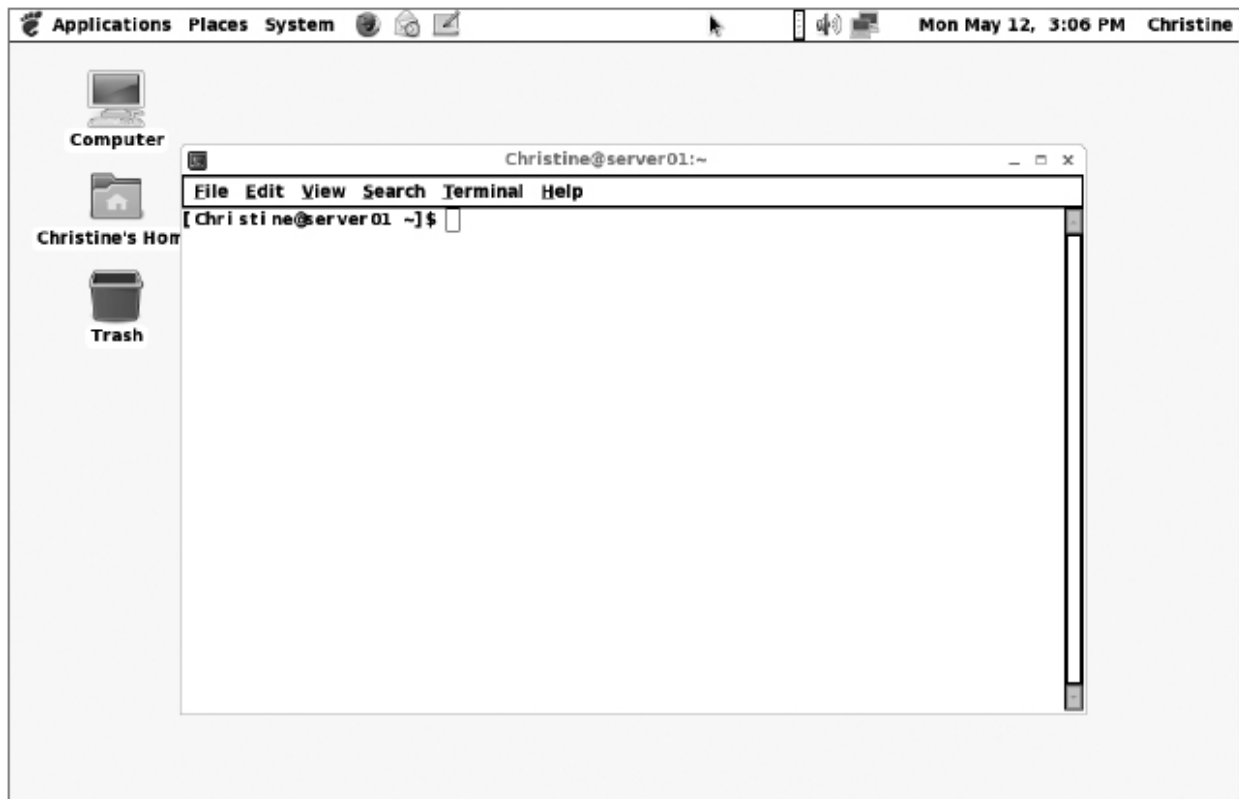 Applications Places System
Mon May 12, 3:06 PM Christine
Computer
Christine's Hom
Trash
Christine@server01:~
File Edit View Search Terminal Help
[Christine@server01 ~]$